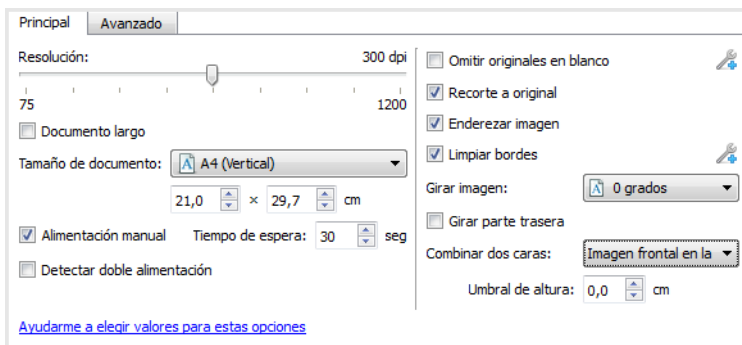 Principal Avanzado
Resolución: 300 dpi
75 1200
Documento largo
Tamaño de documento: A4 (Vertical)
21,0 × 29,7 cm
Alimentación manual Tiempo de espera: 30 seg
Detectar doble alimentación
Ayudarme a elegir valores para estas opciones
Omitir originales en blanco
Recorte a original
Enderezar imagen
Limpiar bordes
Girar imagen: 0 grados
Girar parte trasera
Combinar dos caras: Imagen frontal en la
Umbral de altura: 0,0 cm